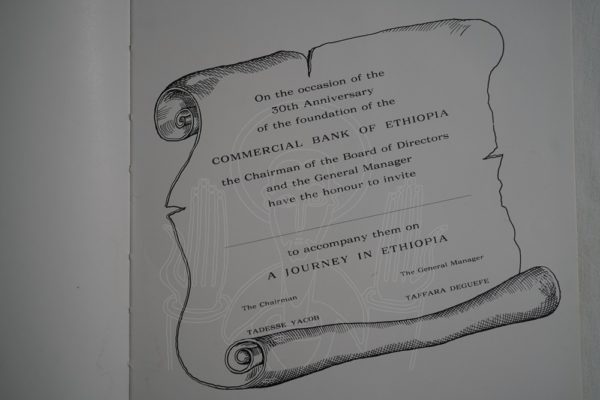 On the occasion of the
30th Anniversary
of the foundation of the
COMMERCIAL BANK OF ETHIOPIA
the Chairman of the Board of Directors
and the General Manager
have the honour to invite
to accompany them on
A JOURNEY IN ETHIOPIA
The Chairman
TADESSE YACOB
The General Manager
TAFFARA DEGUEFE